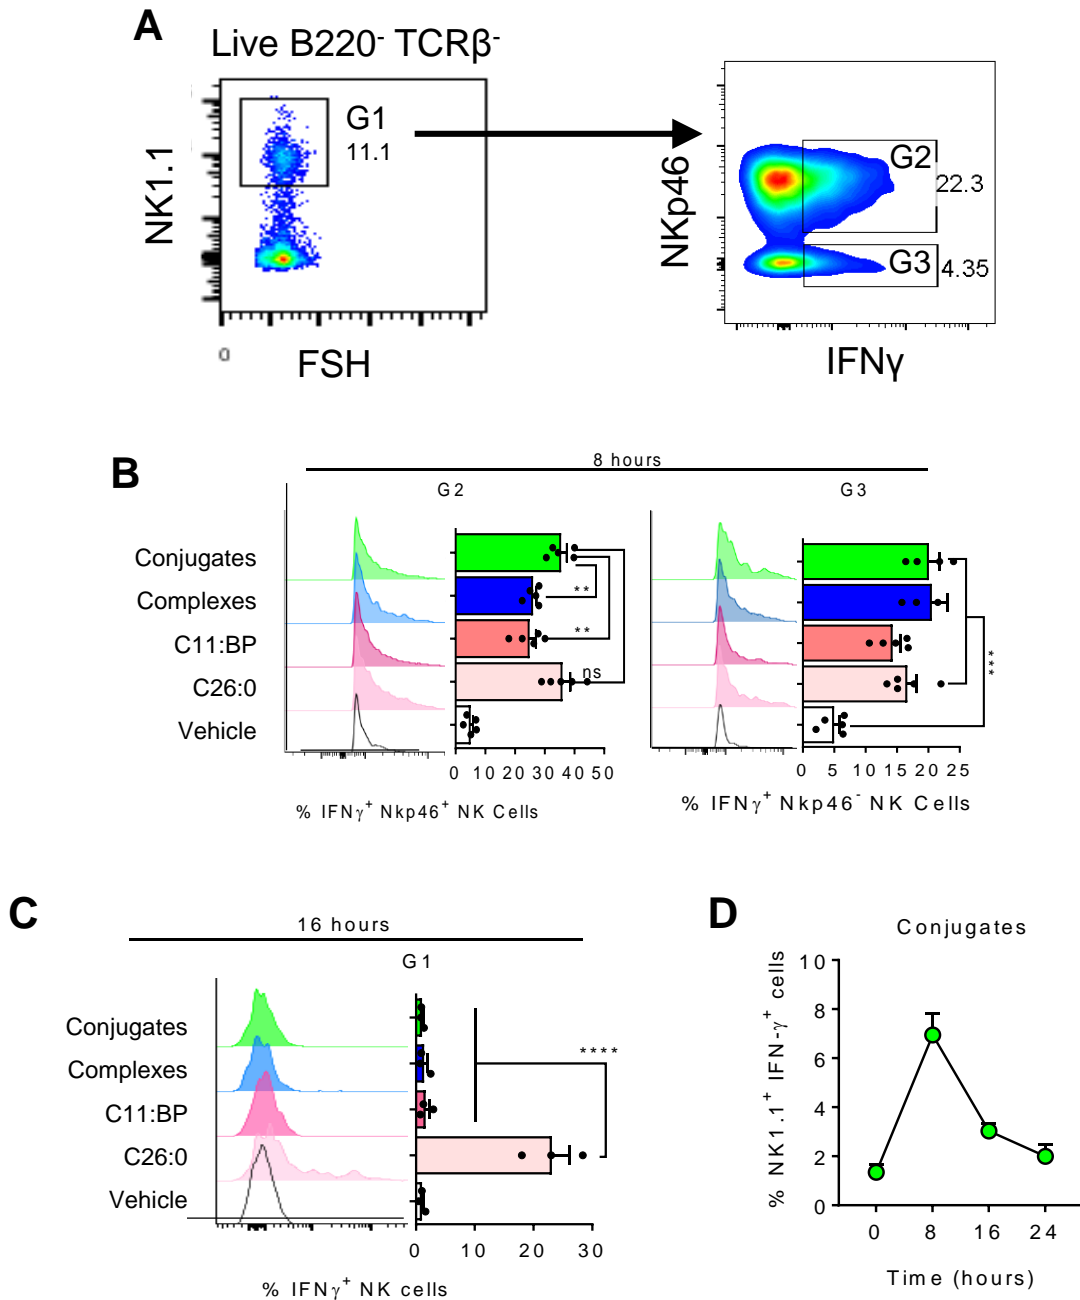 A
Live B220- TCRβ-
NK1.1
G1
11.1
0
FSH
NKp46
G2
22.3
G3
4.35
IFNγ
B
8 hours
G2
G3
Conjugates
Complexes
C11:BP
C26:0
Vehicle
**
**
ns
***
0 10 20 30 40 50
0 5 10 15 20 25
% IFNγ+ Nkp46+ NK Cells
% IFNγ+ Nkp46- NK Cells
C
16 hours
G1
Conjugates
Complexes
C11:BP
C26:0
Vehicle
****
0 10 20 30
% IFNγ+ NK cells
D
Conjugates
% NK1.1+ IFN-γ+ cells
10
8
6
4
2
0
0 8 16 24
Time (hours)